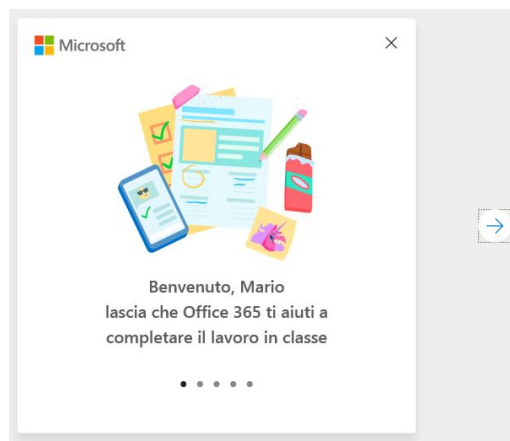 Microsoft
Benvenuto, Mario
lascia che Office 365 ti aiuti a
completare il lavoro in classe